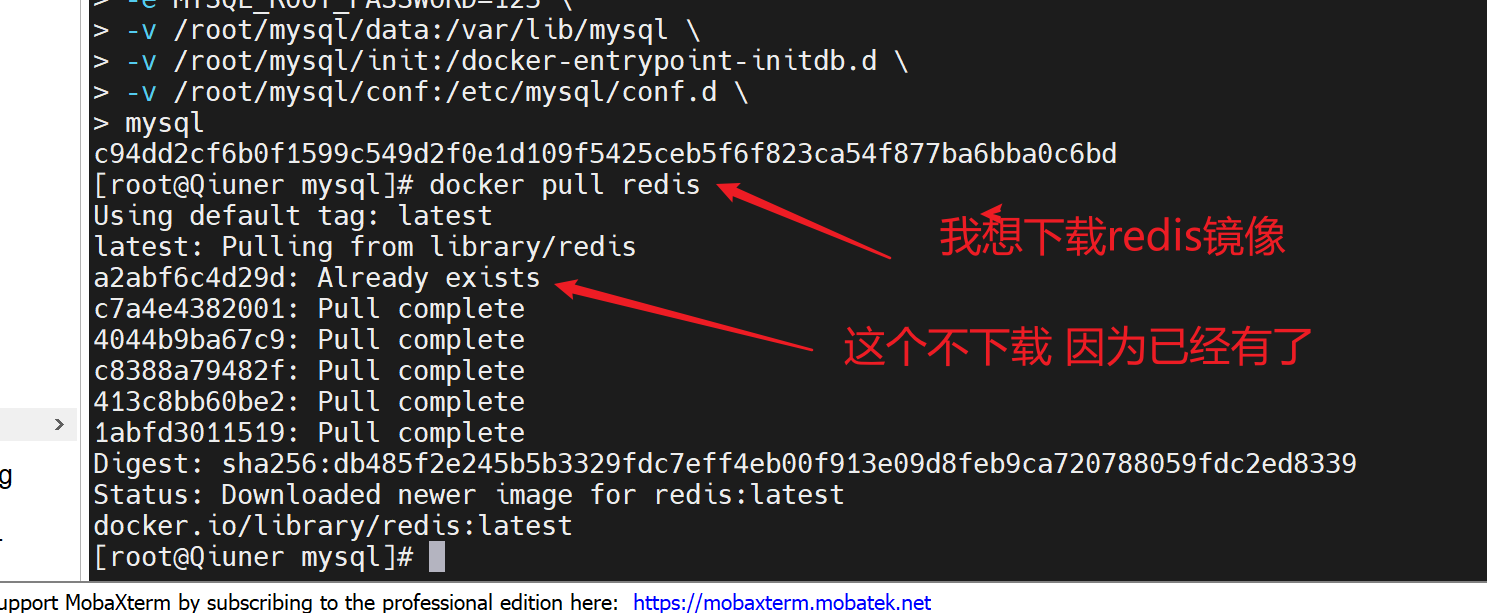 > -e MYSQL_ROOT_PASSWORD=123 \
> -v /root/mysql/data:/var/lib/mysql \
> -v /root/mysql/init:/docker-entrypoint-initdb.d \
> -v /root/mysql/conf:/etc/mysql/conf.d \
> mysql
c94dd2cf6b0f1599c549d2f0e1d109f5425ceb5f6f823ca54f877ba6bba0c6bd
[root@Qiuner mysql]# docker pull redis
Using default tag: latest
我想下载redis镜像
latest: Pulling from library/redis
a2abf6c4d29d: Already exists
c7a4e4382001: Pull complete
这个不下载 因为已经有了
4044b9ba67c9: Pull complete
c8388a79482f: Pull complete
413c8bb60be2: Pull complete
1abfd3011519: Pull complete
Digest: sha256:db485f2e245b5b3329fdc7eff4eb00f913e09d8feb9ca720788059fdc2ed8339
g
Status: Downloaded newer image for redis:latest
docker.io/library/redis:latest
[root@Qiuner mysql]#
upport MobaXterm by subscribing to the professional edition here: https://mobaxterm.mobatek.net